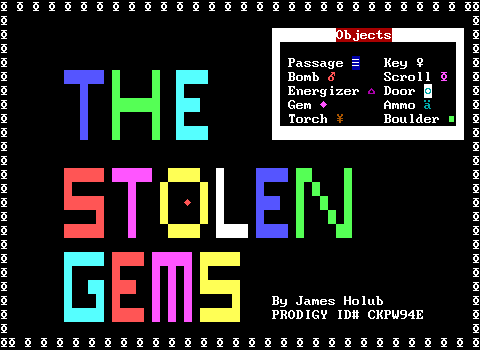 THE
STOLEN
GEMS
Objects
Passage Key
Bomb Scroll
Energizer Door
Gem Ammo
Torch Boulder
By James Holub
PRODIGY ID# CKPW94E